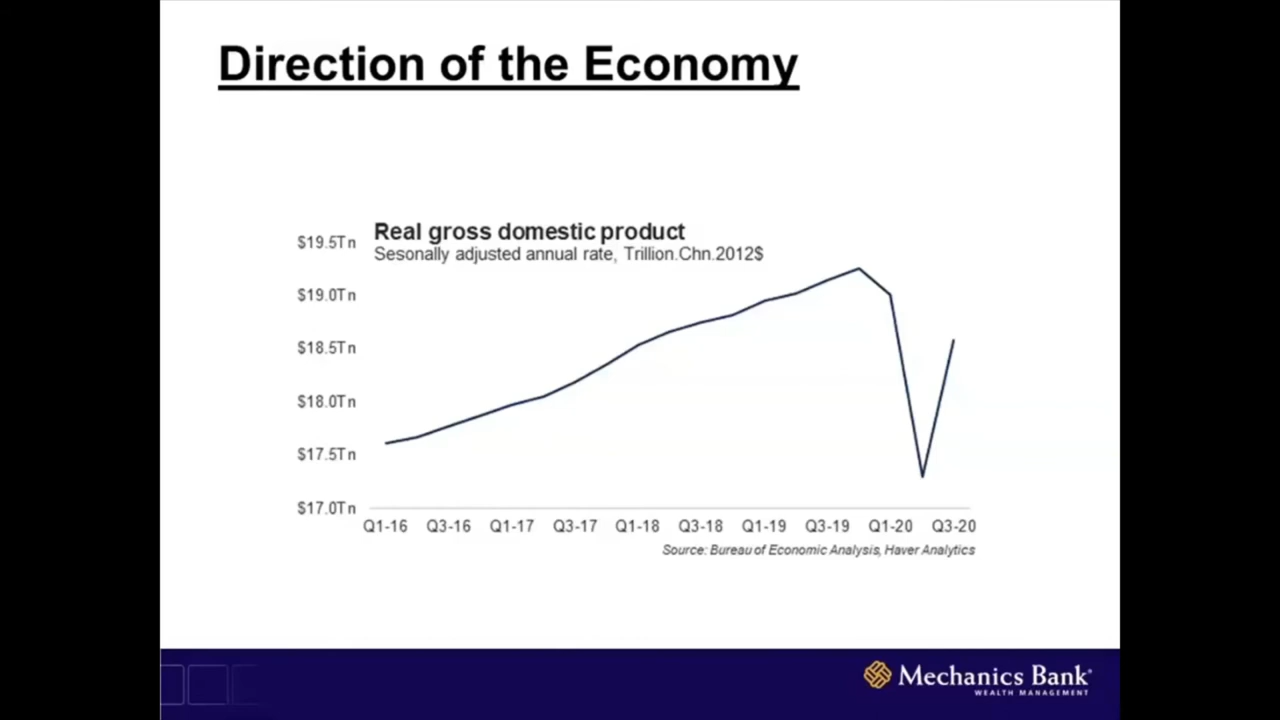 Direction of the Economy
Real gross domestic product
Sesonally adjusted annual rate, Trillion.Chn.2012$
$19.5Tn
$19.0Tn
$18.5Tn
$18.0Tn
$17.5Tn
$17.0Tn
Q1-16 Q3-16 Q1-17 Q3-17 Q1-18 Q3-18 Q1-19 Q3-19 Q1-20 Q3-20
Source: Bureau of Economic Analysis, Haver Analytics
Mechanics Bank
WEALTH MANAGEMENT